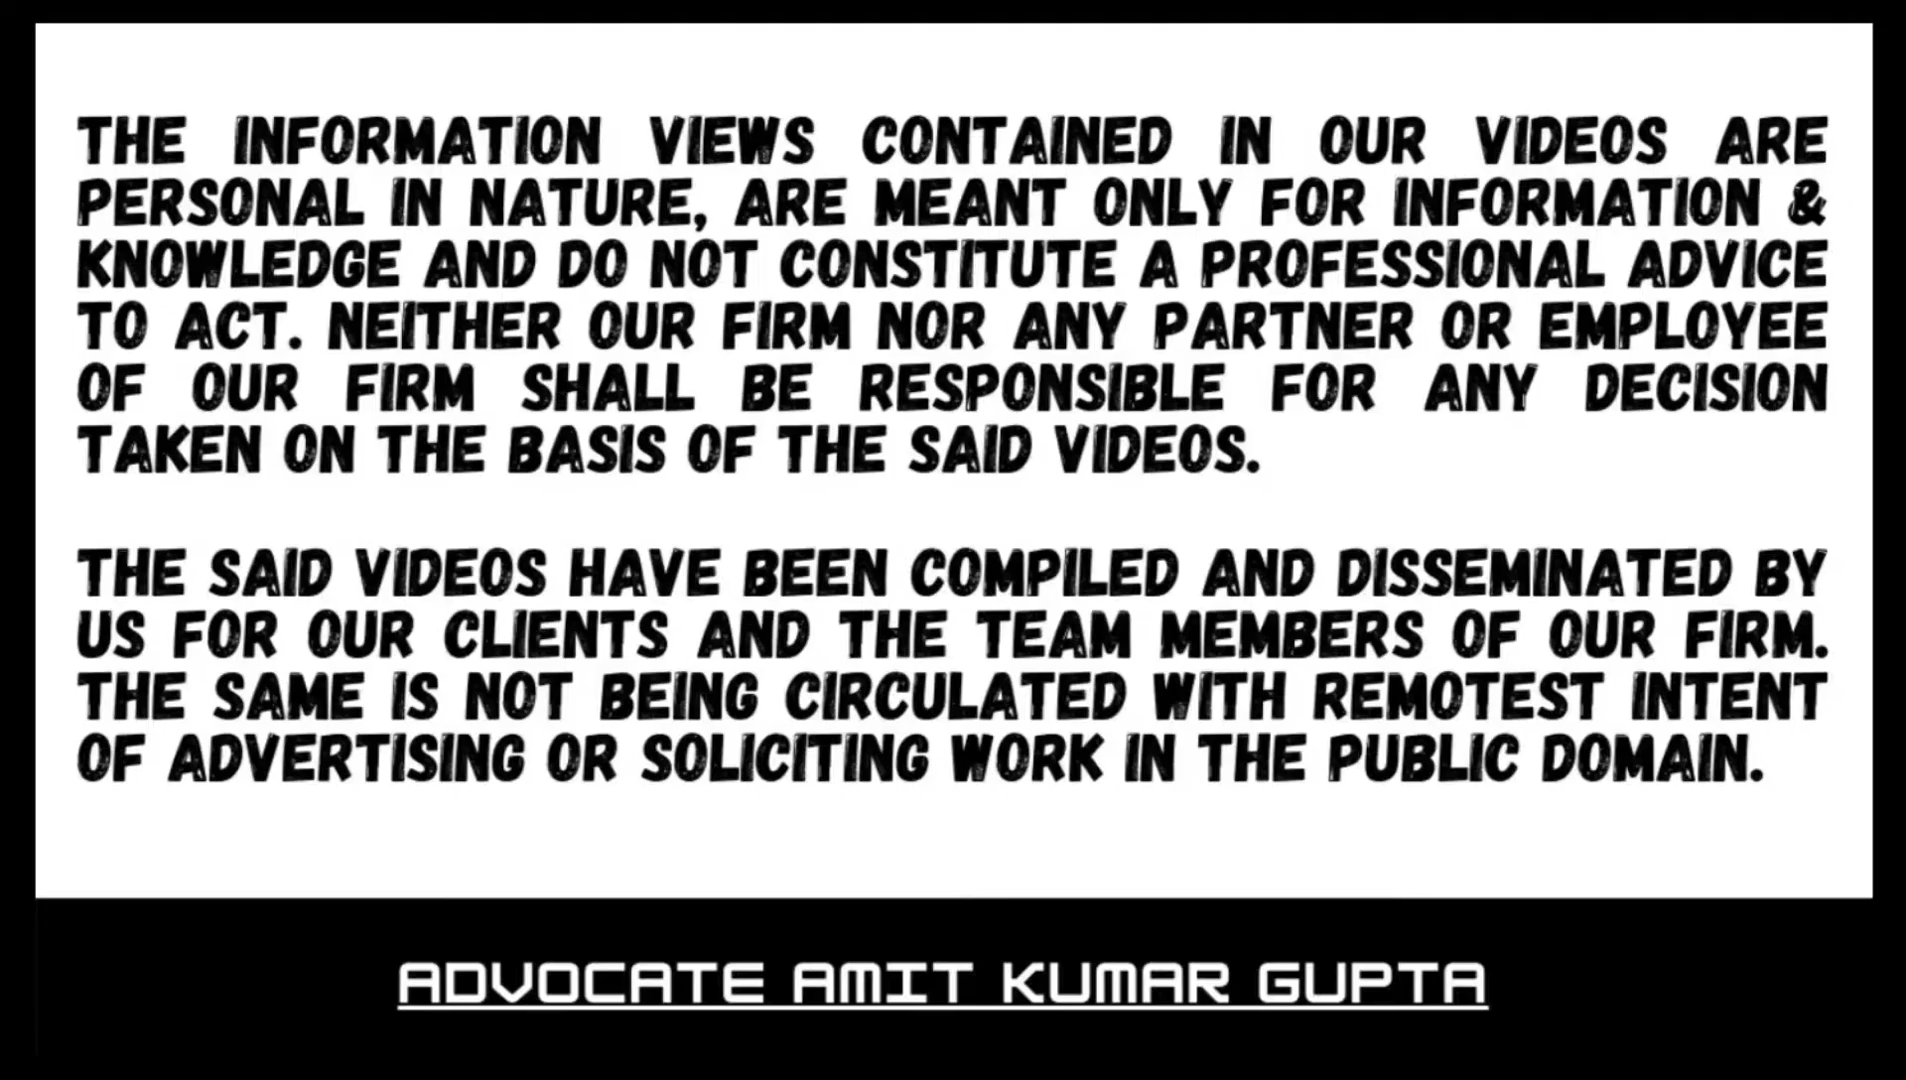 THE INFORMATION VIEWS CONTAINED IN OUR VIDEOS ARE
PERSONAL IN NATURE, ARE MEANT ONLY FOR INFORMATION &
KNOWLEDGE AND DO NOT CONSTITUTE A PROFESSIONAL ADVICE
TO ACT. NEITHER OUR FIRM NOR ANY PARTNER OR EMPLOYEE
OF OUR FIRM SHALL BE RESPONSIBLE FOR ANY DECISION
TAKEN ON THE BASIS OF THE SAID VIDEOS.
THE SAID VIDEOS HAVE BEEN COMPILED AND DISSEMINATED BY
US FOR OUR CLIENTS AND THE TEAM MEMBERS OF OUR FIRM.
THE SAME IS NOT BEING CIRCULATED WITH REMOTEST INTENT
OF ADVERTISING OR SOLICITING WORK IN THE PUBLIC DOMAIN.
ADVOCATE AMIT KUMAR GUPTA